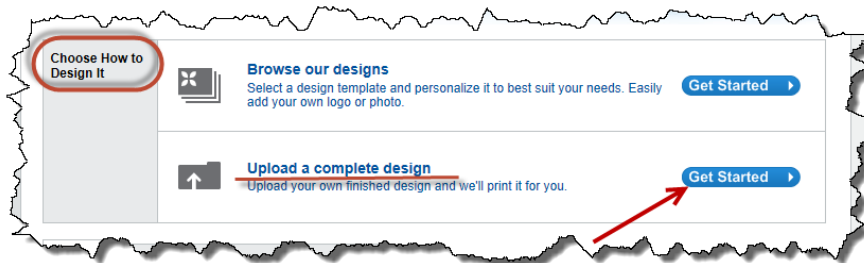 Choose How to
Design It
Browse our designs
Select a design template and personalize it to best suit your needs. Easily
add your own logo or photo.
Get Started
Upload a complete design
Upload your own finished design and we'll print it for you.
Get Started